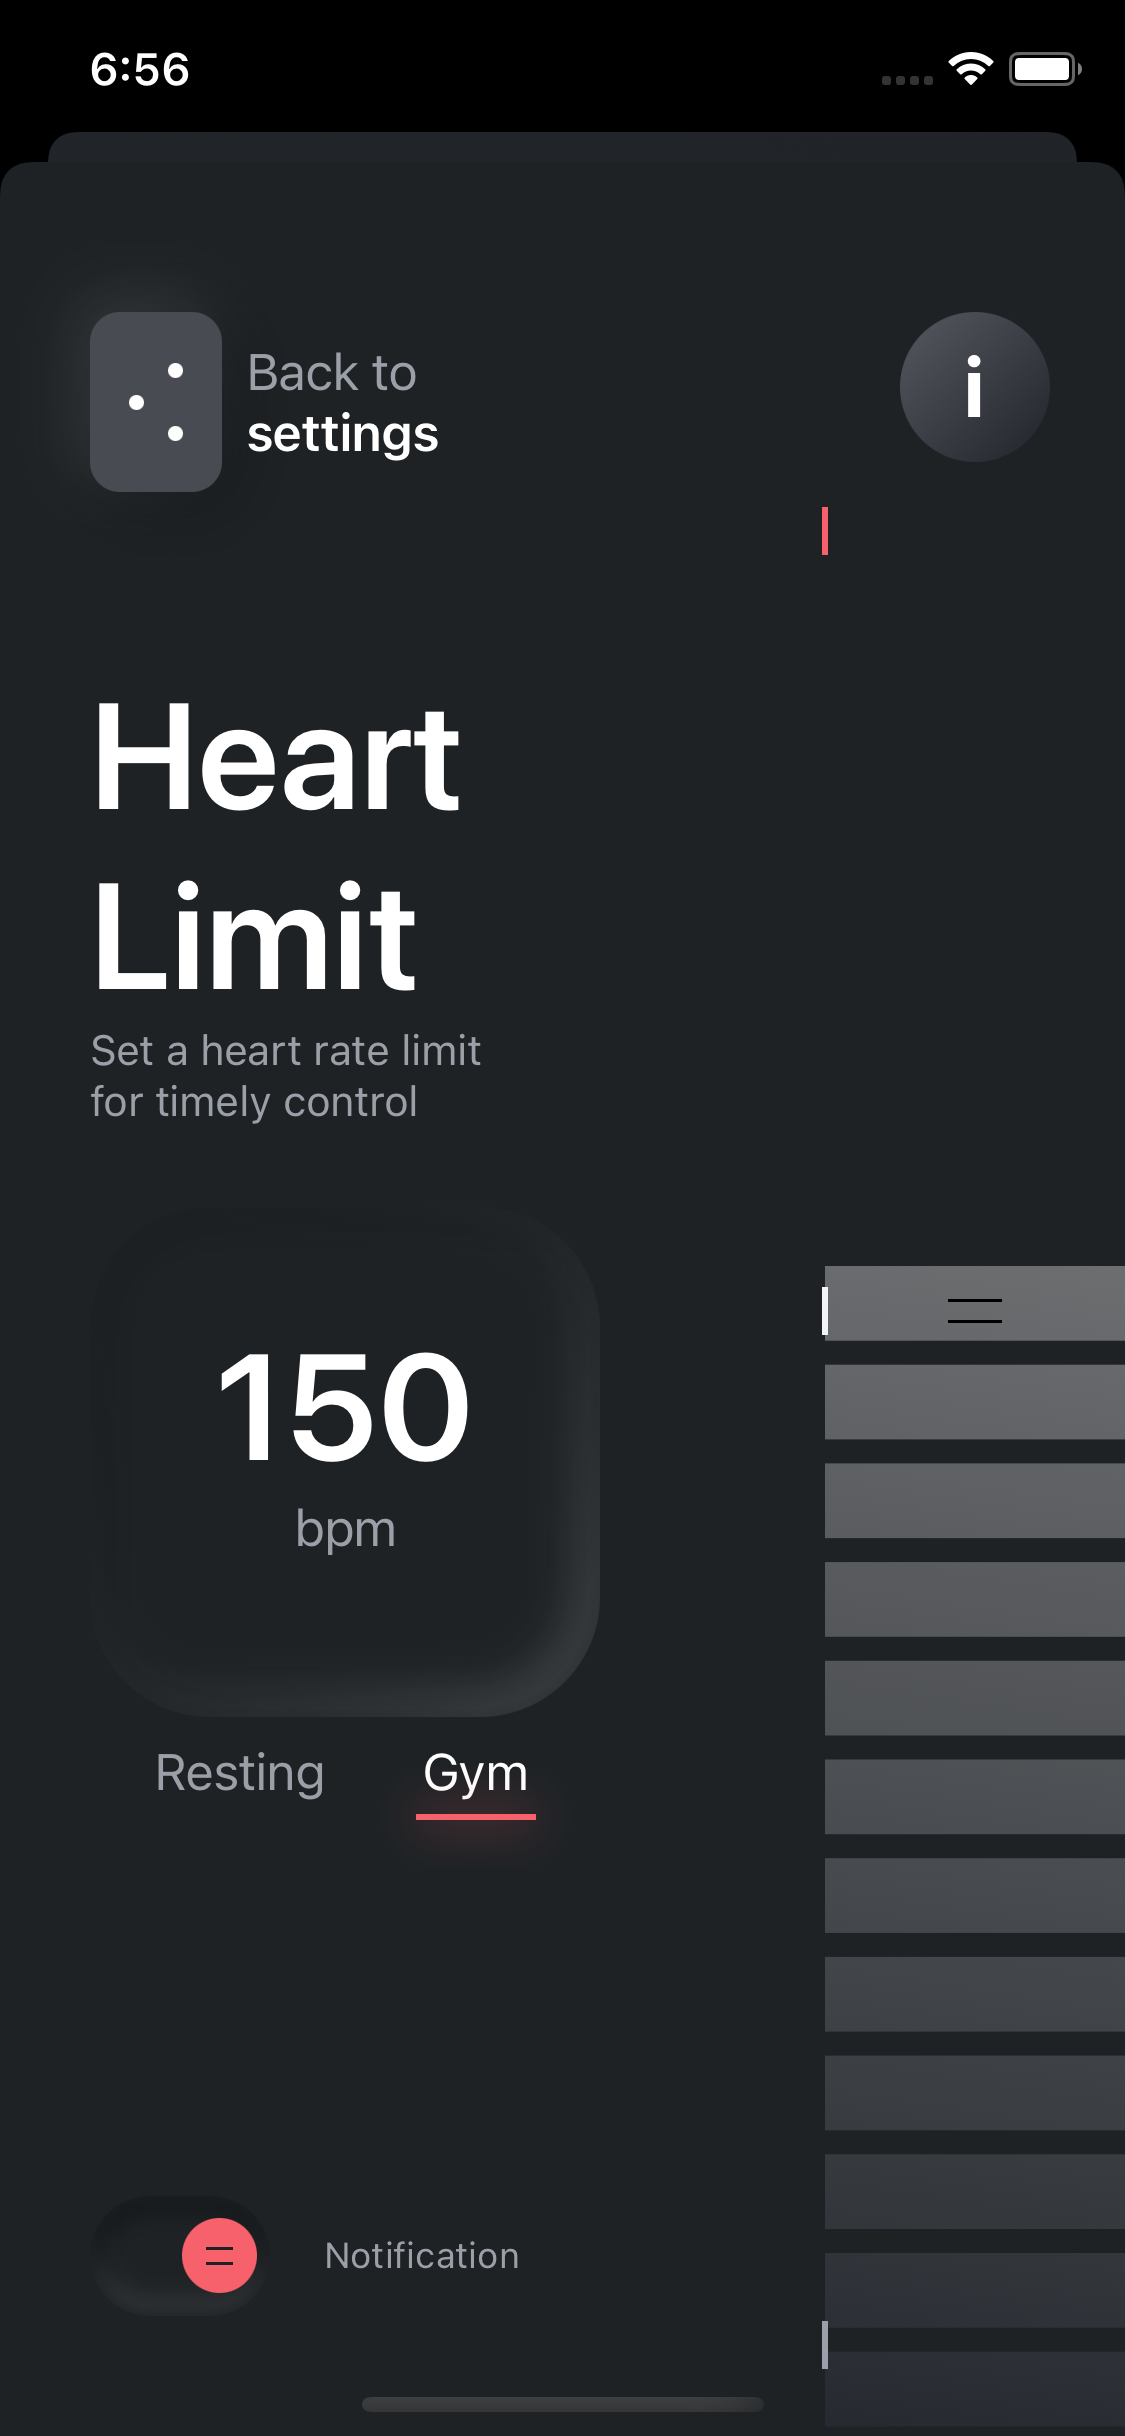 6:56
Back to
settings
i
Heart
Limit
Set a heart rate limit
for timely control
150
bpm
Resting
Gym
Notification